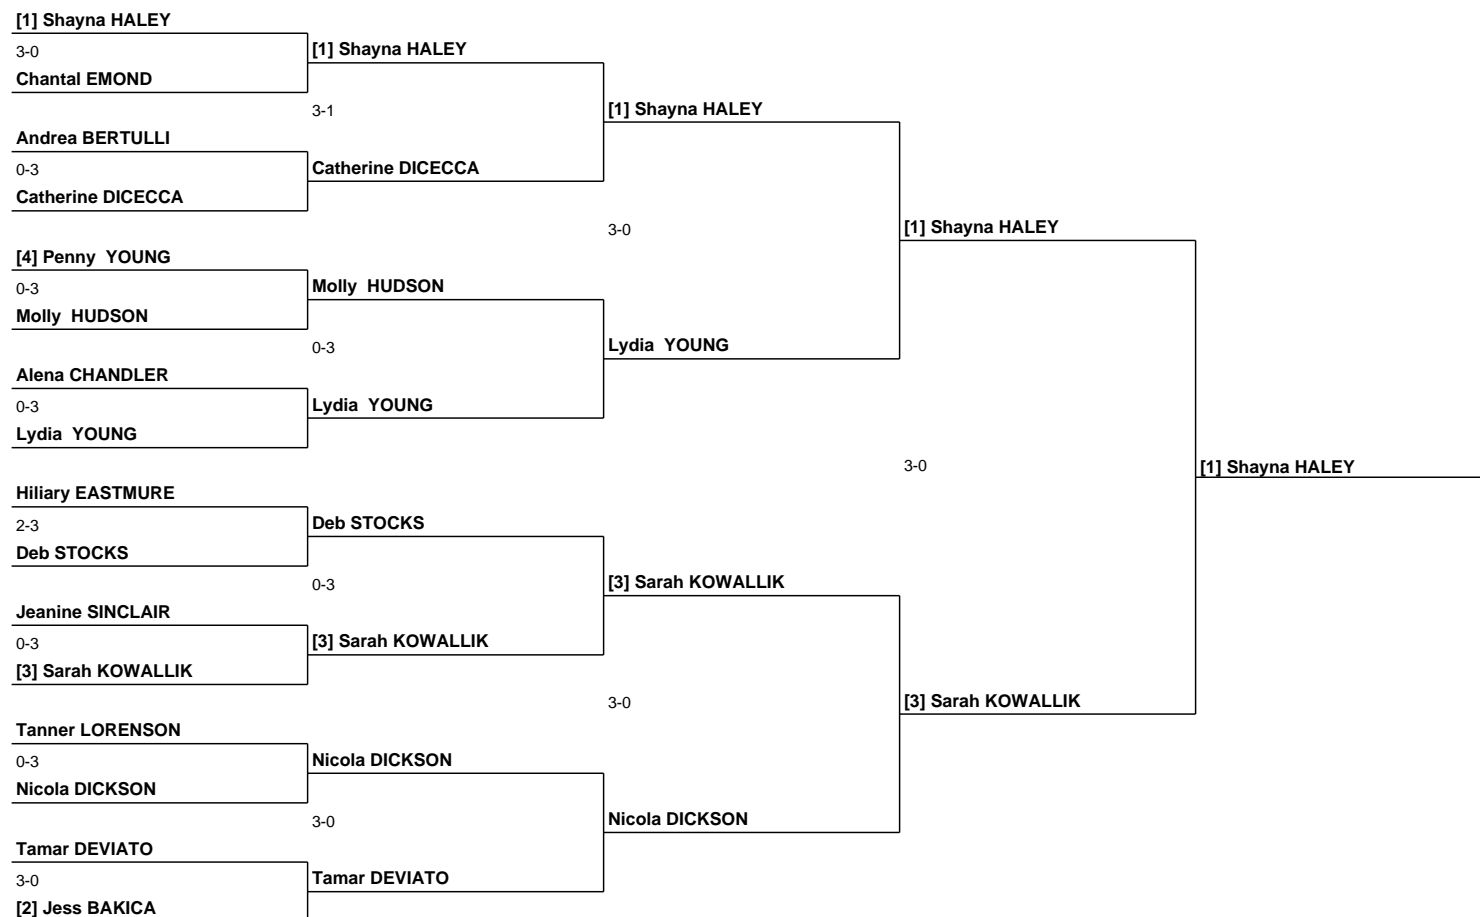 [1] Shayna HALEY
3-0
Chantal EMOND
Andrea BERTULLI
0-3
Catherine DICECCA
[4] Penny  YOUNG
0-3
Molly  HUDSON
Alena CHANDLER
0-3
Lydia  YOUNG
Hiliary EASTMURE
2-3
Deb STOCKS
Jeanine SINCLAIR
0-3
[3] Sarah KOWALLIK
Tanner LORENSON
0-3
Nicola DICKSON
Tamar DEVIATO
3-0
[2] Jess BAKICA
[1] Shayna HALEY
3-1
Catherine DICECCA
Molly  HUDSON
0-3
Lydia  YOUNG
Deb STOCKS
0-3
[3] Sarah KOWALLIK
Nicola DICKSON
3-0
Tamar DEVIATO
[1] Shayna HALEY
3-0
Lydia  YOUNG
[3] Sarah KOWALLIK
3-0
Nicola DICKSON
[1] Shayna HALEY
3-0
[3] Sarah KOWALLIK
[1] Shayna HALEY